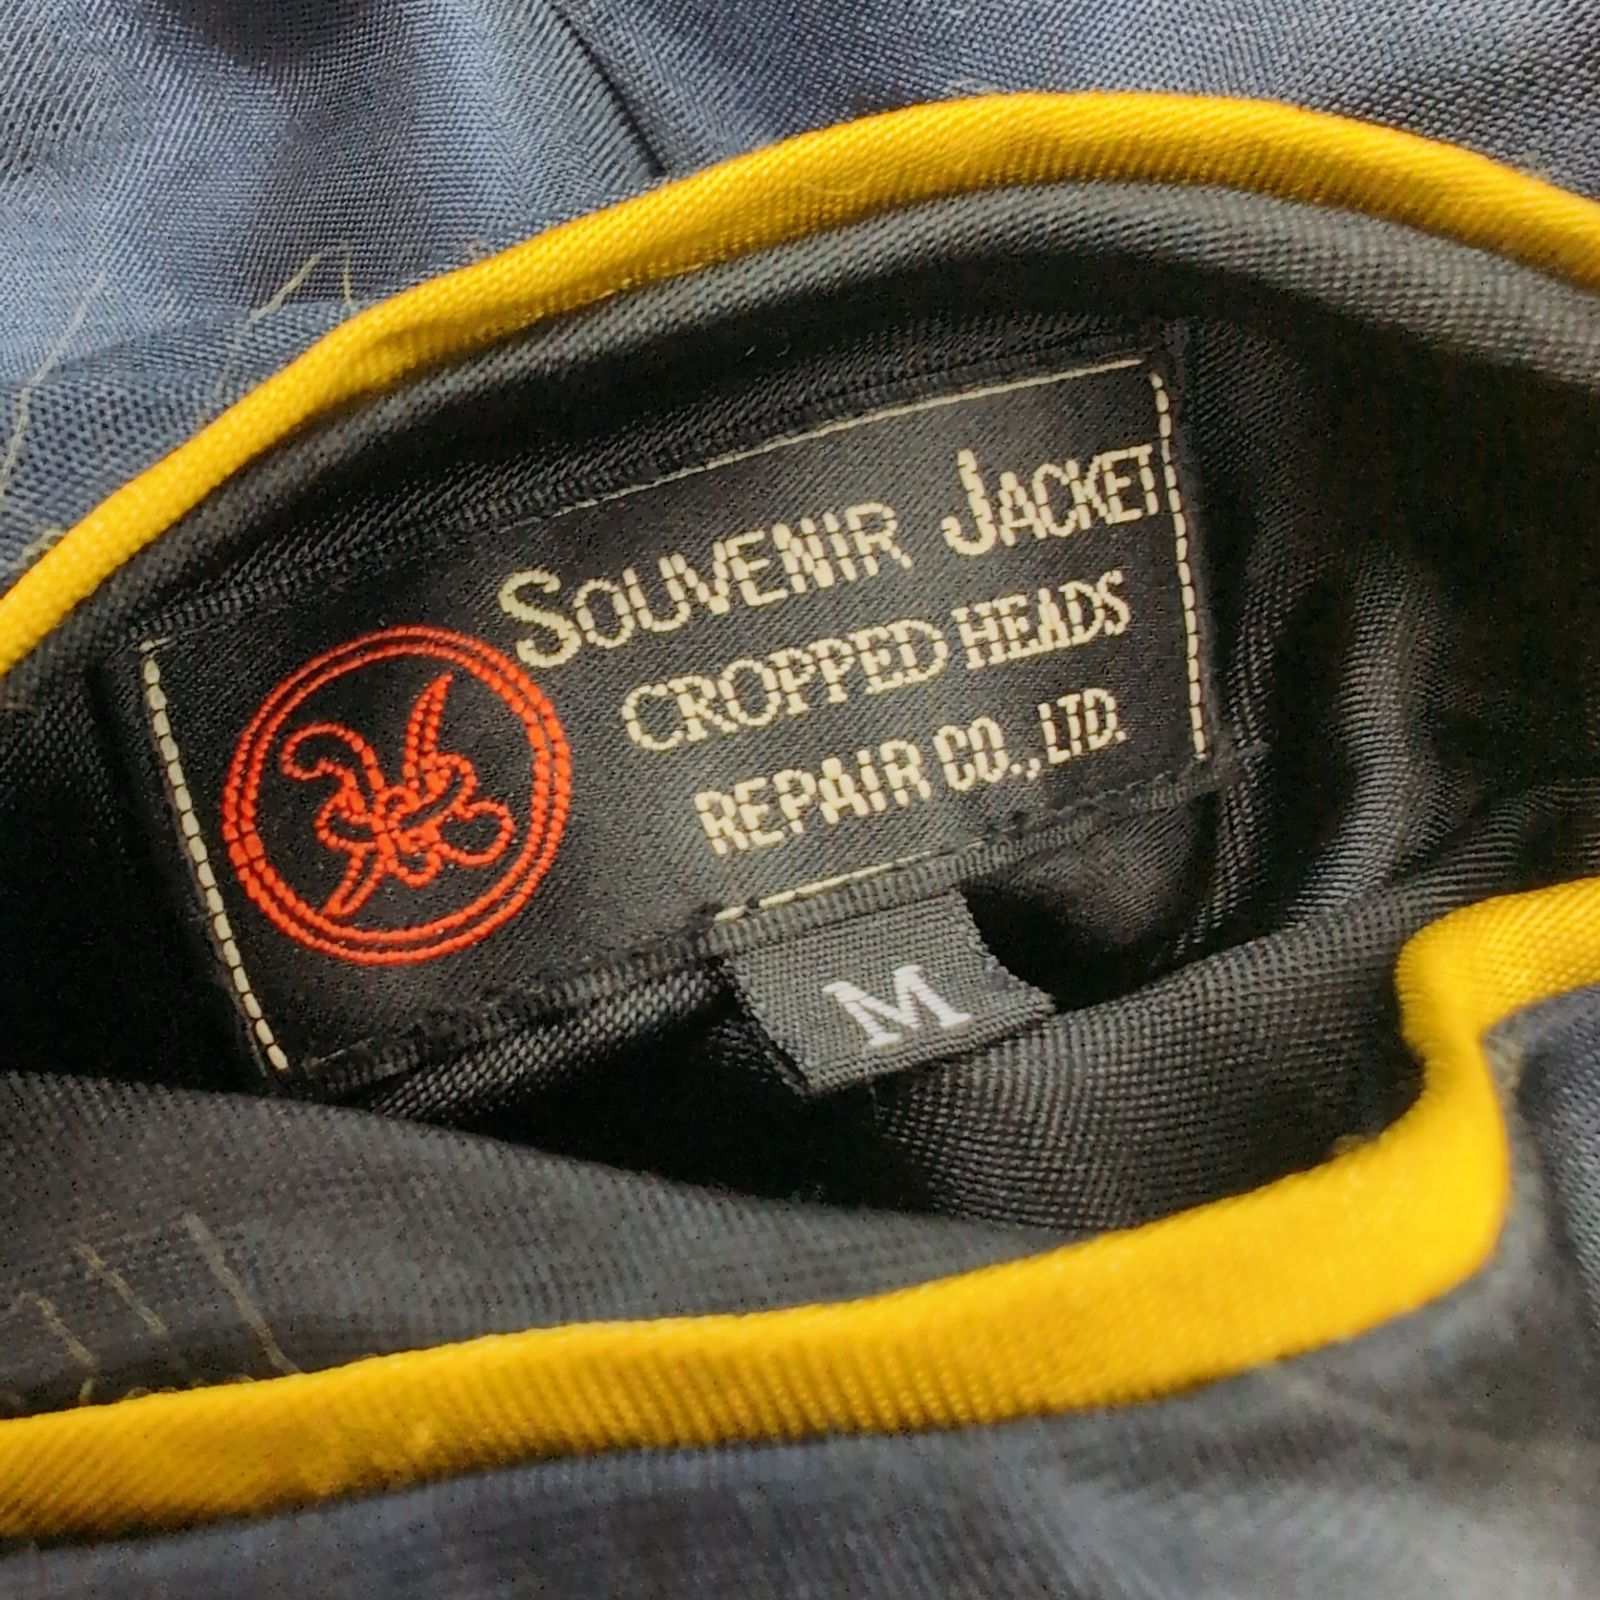 SOUVENIR JACKET
CROPPED HEADS
REPAIR CO., LTD.
M